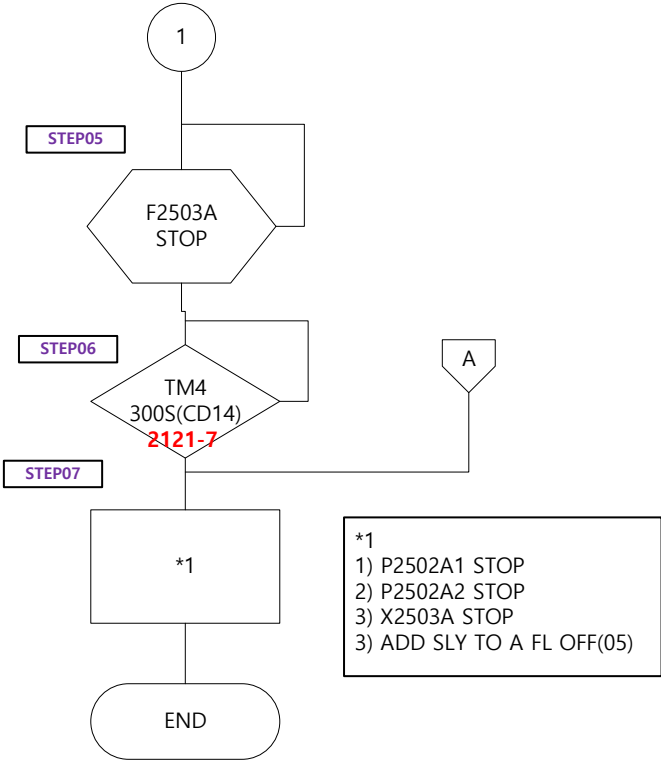 1
STEP05
F2503A
STOP
STEP06
A
TM4
300S(CD14)
2121-7
STEP07
*1
*1
1) P2502A1 STOP
2) P2502A2 STOP
3) X2503A STOP
3) ADD SLY TO A FL OFF(05)
END